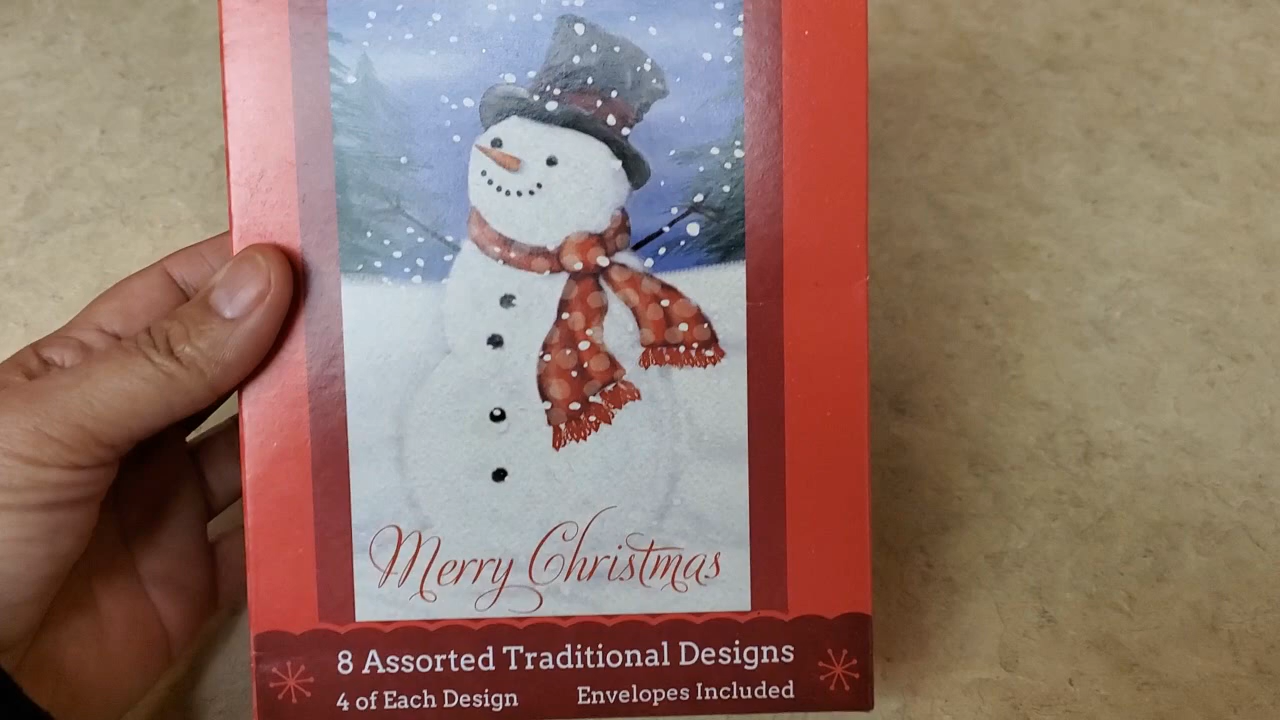 Merry Christmas
8 Assorted Traditional Designs
4 of Each Design Envelopes Included